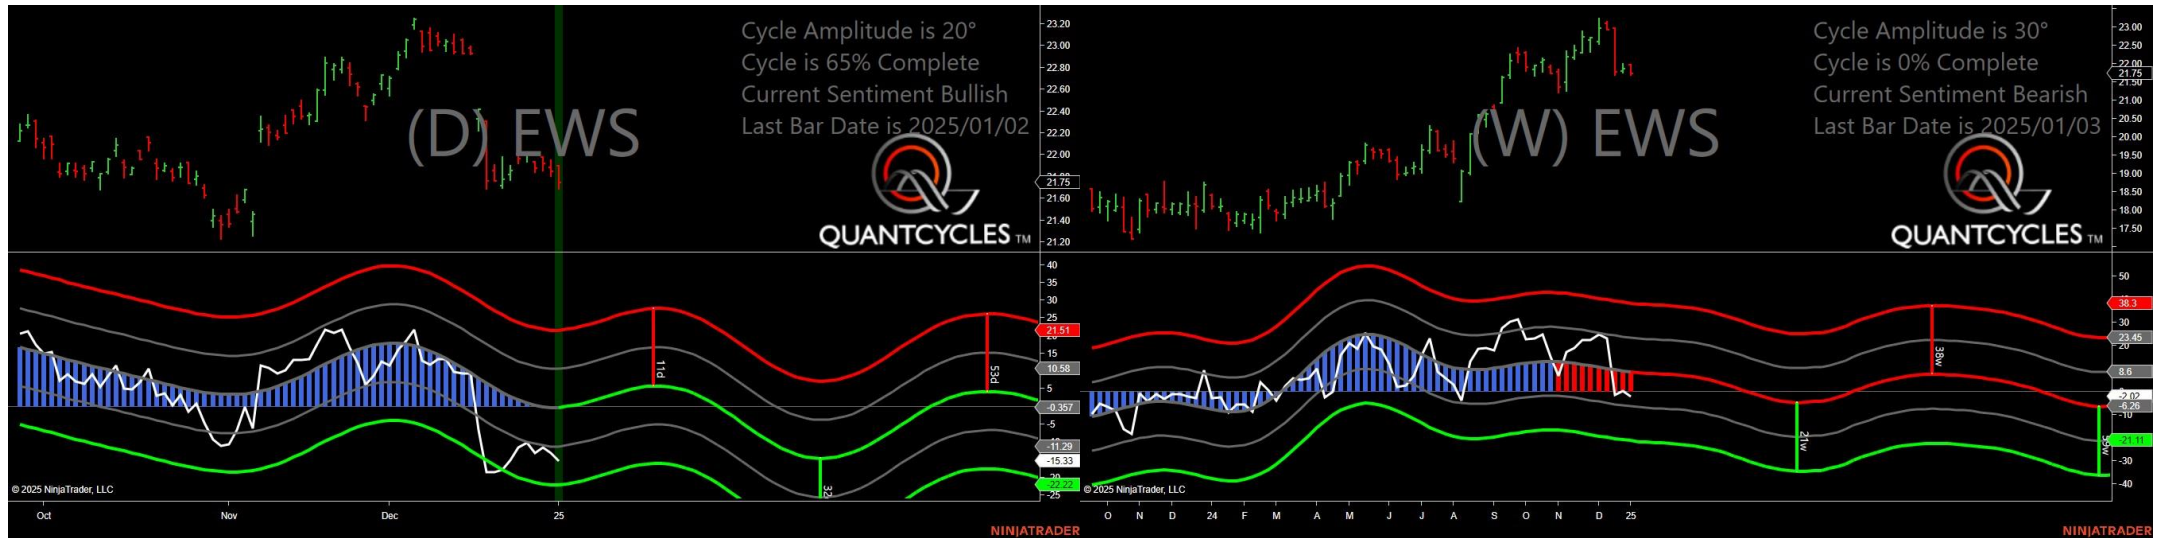 Cycle Amplitude is 20°
Cycle is 65% Complete
Current Sentiment Bullish
Last Bar Date is 2025/01/02
(D) EWS
QUANTCYCLES TM
23.20
23.00
22.80
22.60
22.40
22.20
22.00
21.75
21.60
21.40
21.20
40
35
30
25
21.51
20
15
10.58
5
-0.357
-5
-11.29
-15.33
-22.22
-25
11d
32
53d
© 2025 NinjaTrader, LLC
Oct
Nov
Dec
25
NINJATRADER
Cycle Amplitude is 30°
Cycle is 0% Complete
Current Sentiment Bearish
Last Bar Date is 2025/01/03
(W) EWS
QUANTCYCLES TM
23.00
22.50
22.00
21.75
21.00
20.50
20.00
19.50
19.00
18.50
18.00
17.50
50
38.3
30
23.45
20
8.6
-2.02
-6.26
-10
-21.11
-30
-40
21w
38w
© 2025 NinjaTrader, LLC
O N D 24 F M A M J J A S O N D 25
NINJATRADER